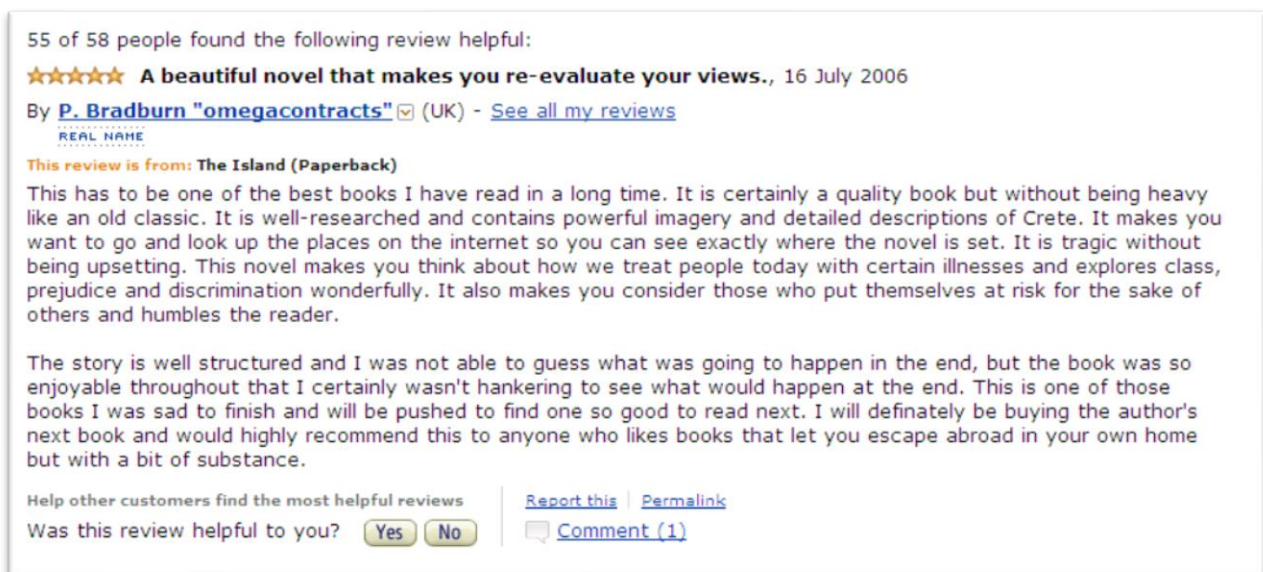 55 of 58 people found the following review helpful:
A beautiful novel that makes you re-evaluate your views., 16 July 2006
By P. Bradburn "omegacontracts" (UK) - See all my reviews
REAL NAME
This review is from: The Island (Paperback)
This has to be one of the best books I have read in a long time. It is certainly a quality book but without being heavy
like an old classic. It is well-researched and contains powerful imagery and detailed descriptions of Crete. It makes you
want to go and look up the places on the internet so you can see exactly where the novel is set. It is tragic without
being upsetting. This novel makes you think about how we treat people today with certain illnesses and explores class,
prejudice and discrimination wonderfully. It also makes you consider those who put themselves at risk for the sake of
others and humbles the reader.
The story is well structured and I was not able to guess what was going to happen in the end, but the book was so
enjoyable throughout that I certainly wasn't hankering to see what would happen at the end. This is one of those
books I was sad to finish and will be pushed to find one so good to read next. I will definately be buying the author's
next book and would highly recommend this to anyone who likes books that let you escape abroad in your own home
but with a bit of substance.
Help other customers find the most helpful reviews
Was this review helpful to you? Yes No
Report this Permalink
Comment (1)